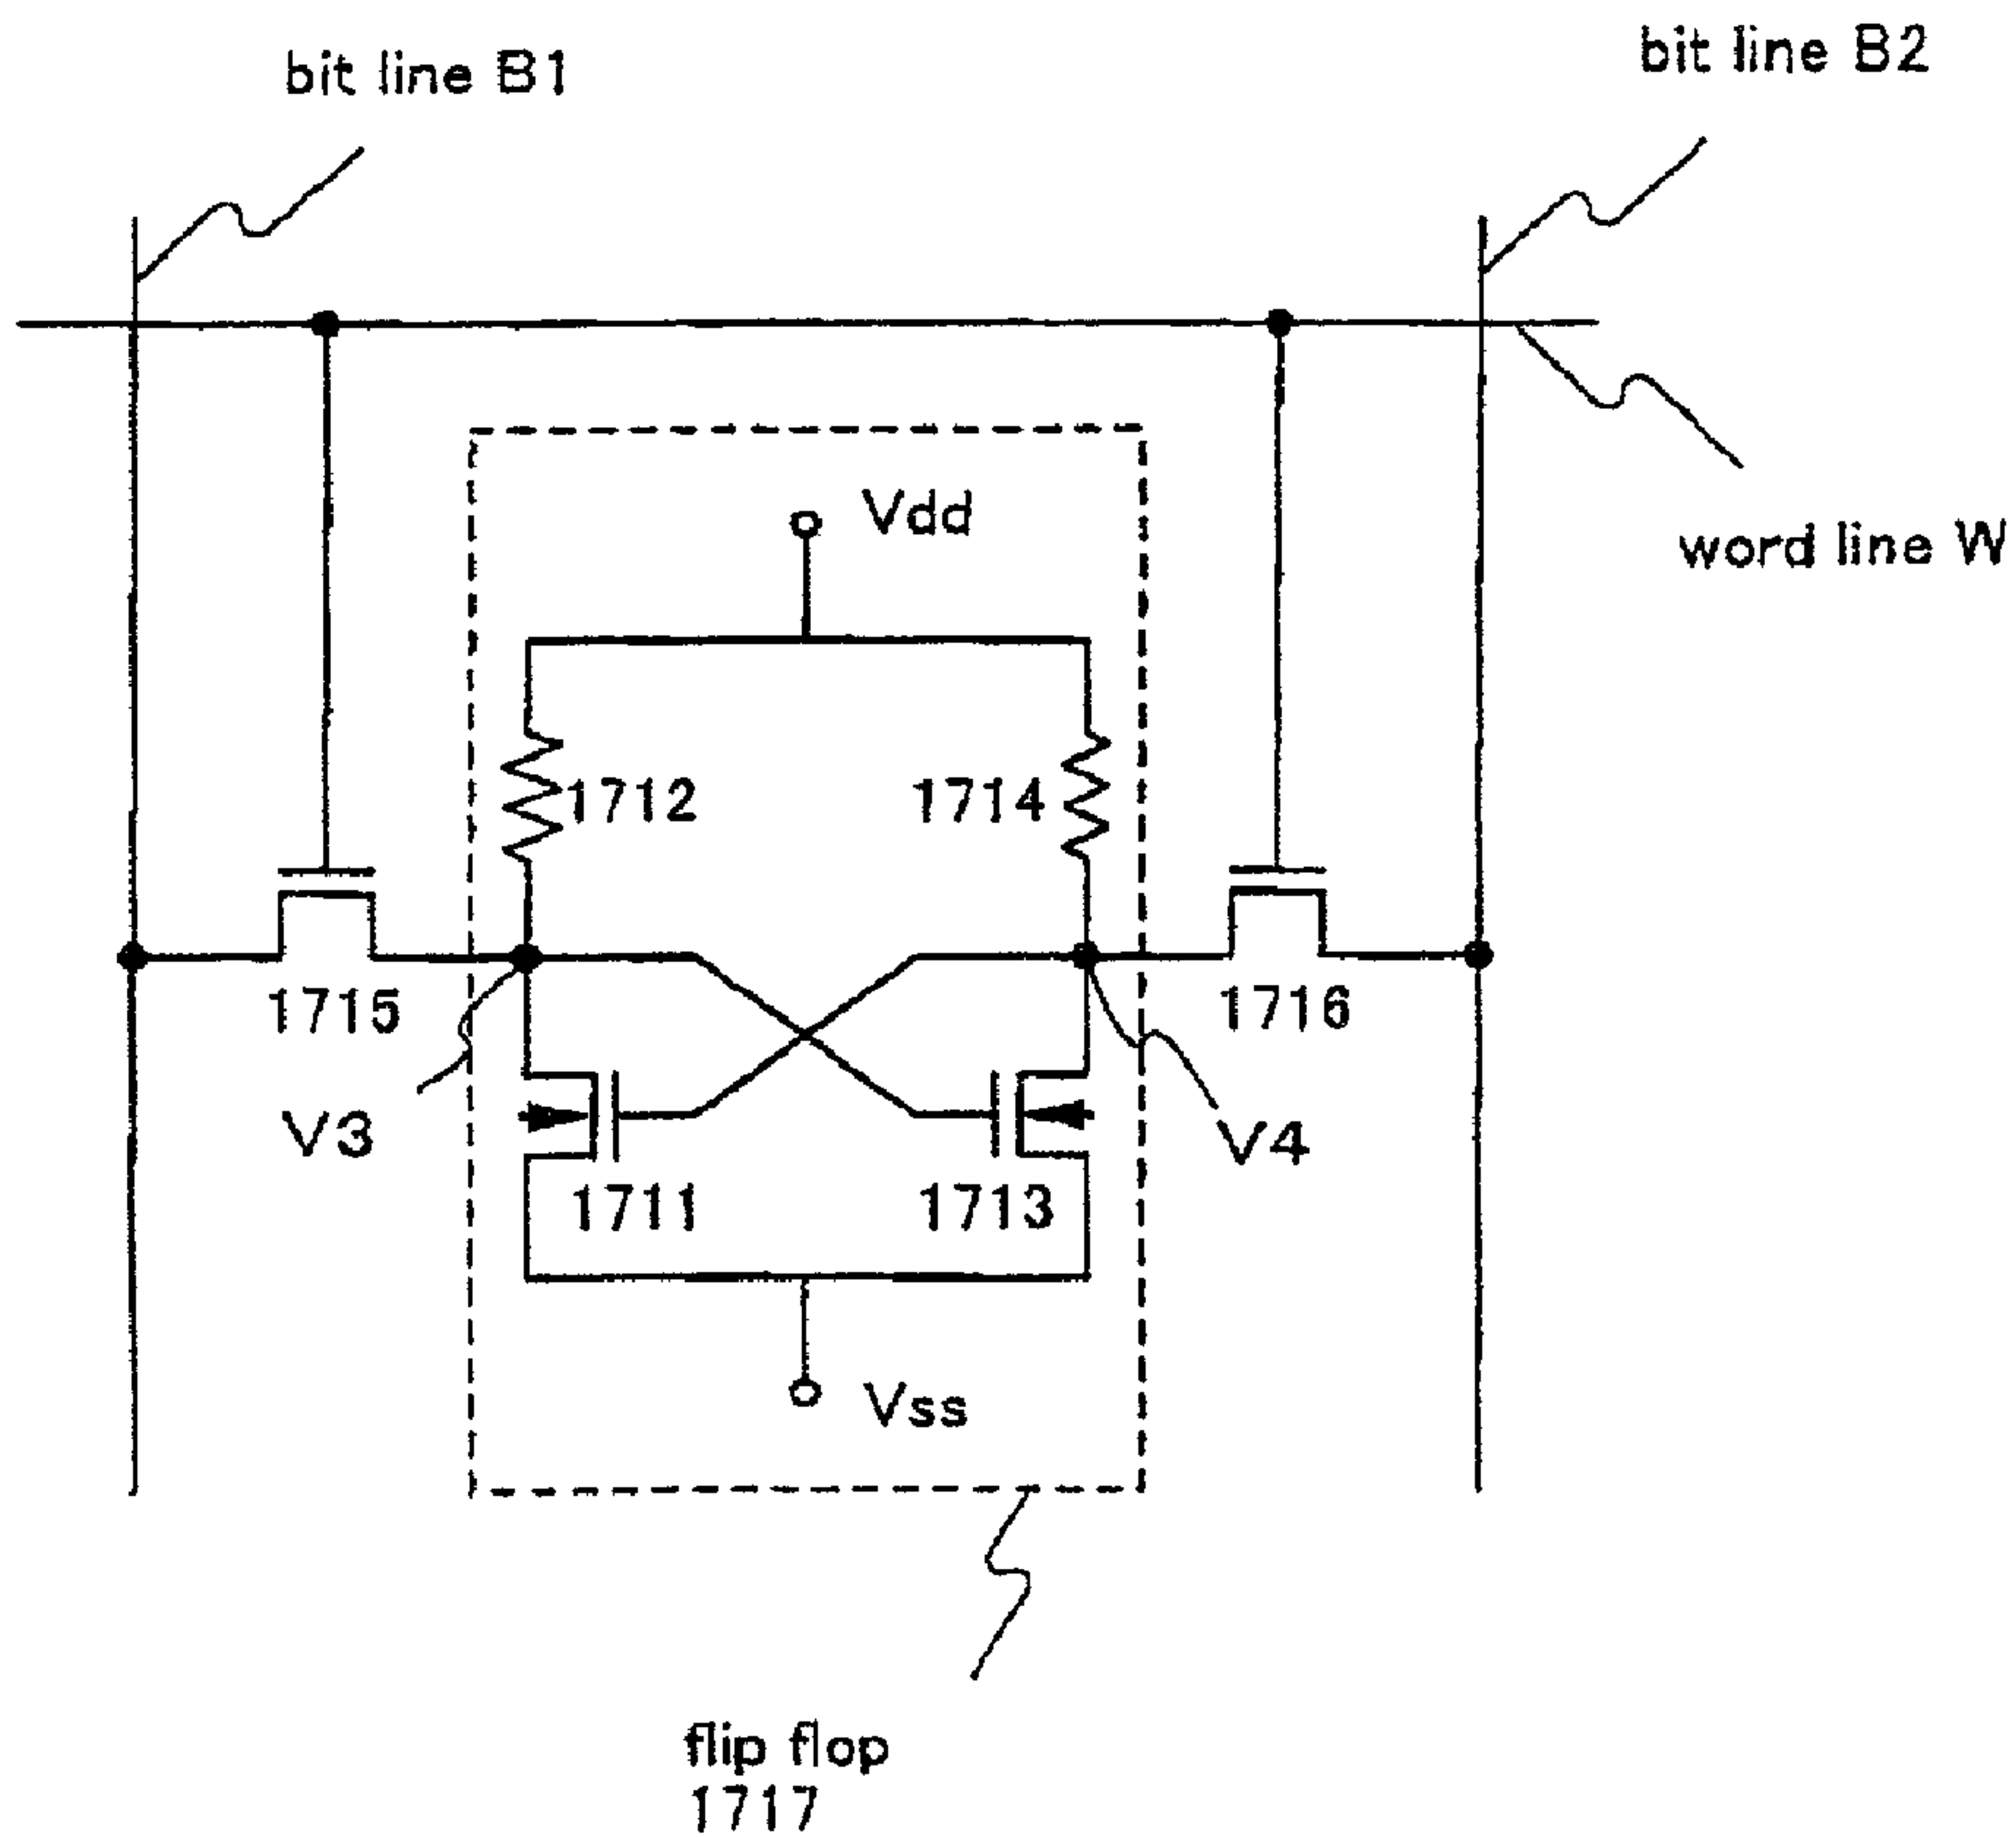 bit line B1
bit line B2
word line W
Vdd
1712
1714
1715
1716
V3
V4
1711
1713
Vss
flip flop
1717